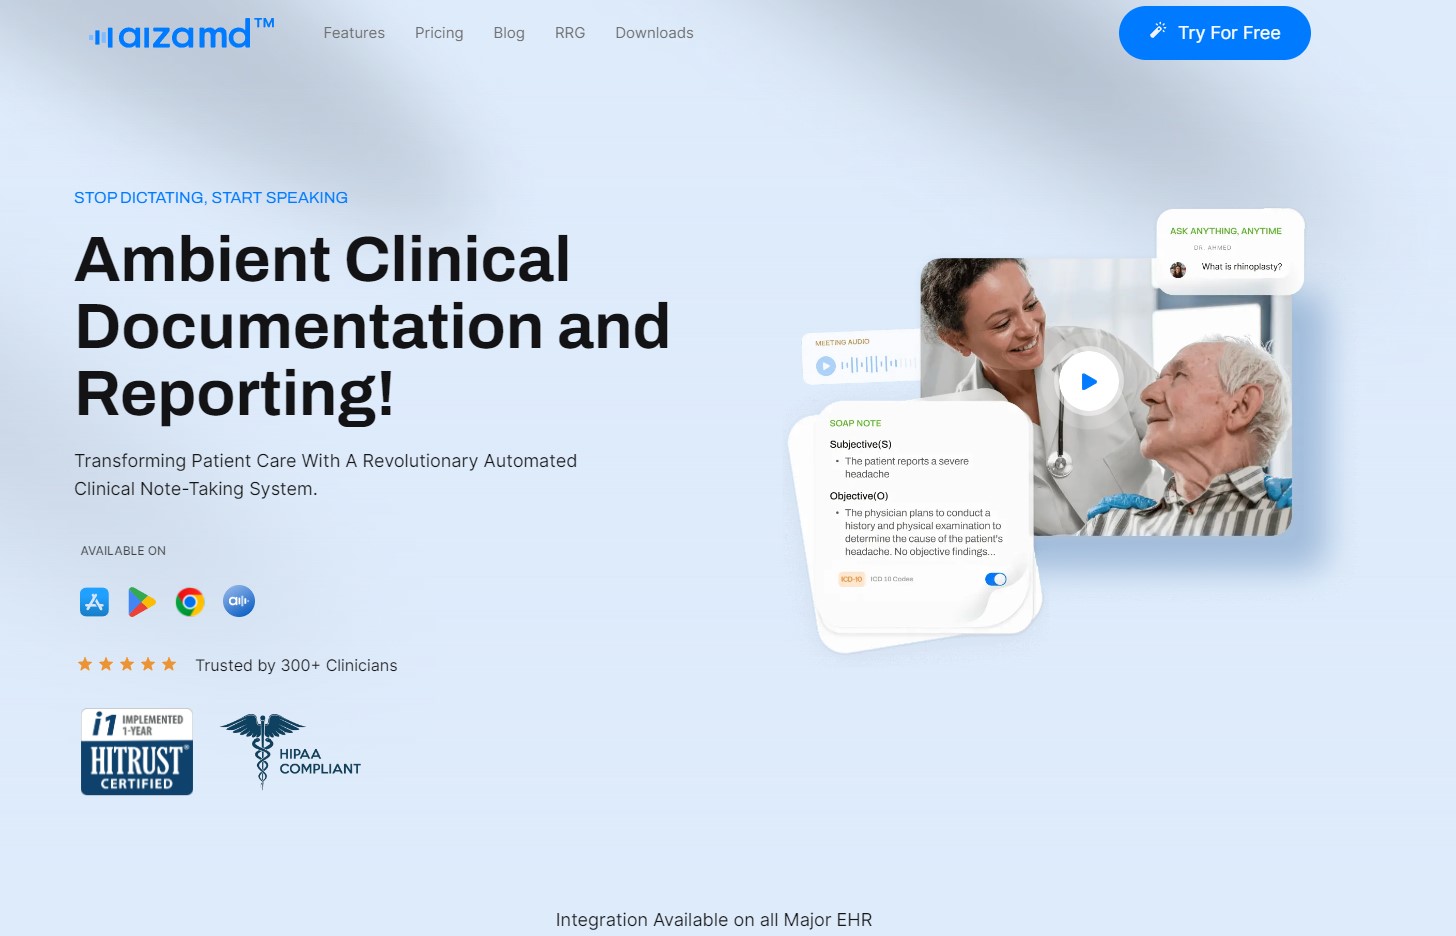 aizamd™
Features
Pricing
Blog
RRG
Downloads
Try For Free
STOP DICTATING, START SPEAKING
Ambient Clinical
Documentation and
Reporting!
Transforming Patient Care With A Revolutionary Automated
Clinical Note-Taking System.
AVAILABLE ON
Trusted by 300+ Clinicians
i1 IMPLEMENTED
1-YEAR
HITRUST®
CERTIFIED
HIPAA
COMPLIANT
ASK ANYTHING, ANYTIME
DR. AHMED
What is rhinoplasty?
MEETING AUDIO
SOAP NOTE
Subjective(S)
• The patient reports a severe
headache
Objective(O)
• The physician plans to conduct a
history and physical examination to
determine the cause of the patient's
headache. No objective findings...
ICD-10 ICD 10 Codes
Integration Available on all Major EHR